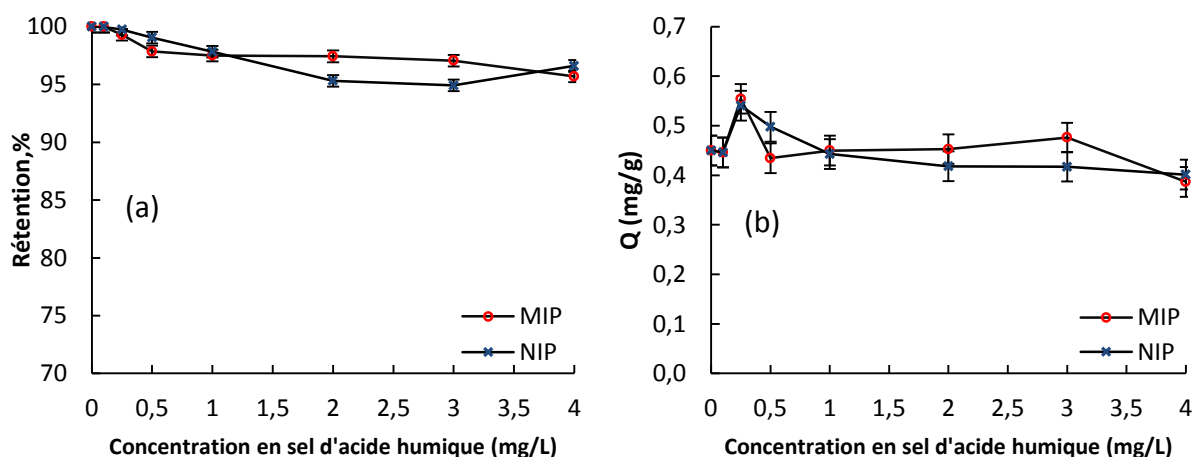 Rétention,%
100
95
90
85
80
75
70
(a)
MIP
NIP
0 0,5 1 1,5 2 2,5 3 3,5 4
Concentration en sel d'acide humique (mg/L)
Q (mg/g)
0,7
0,6
0,5
0,4
0,3
0,2
0,1
0,0
(b)
MIP
NIP
0 0,5 1 1,5 2 2,5 3 3,5 4
Concentration en sel d'acide humique (mg/L)